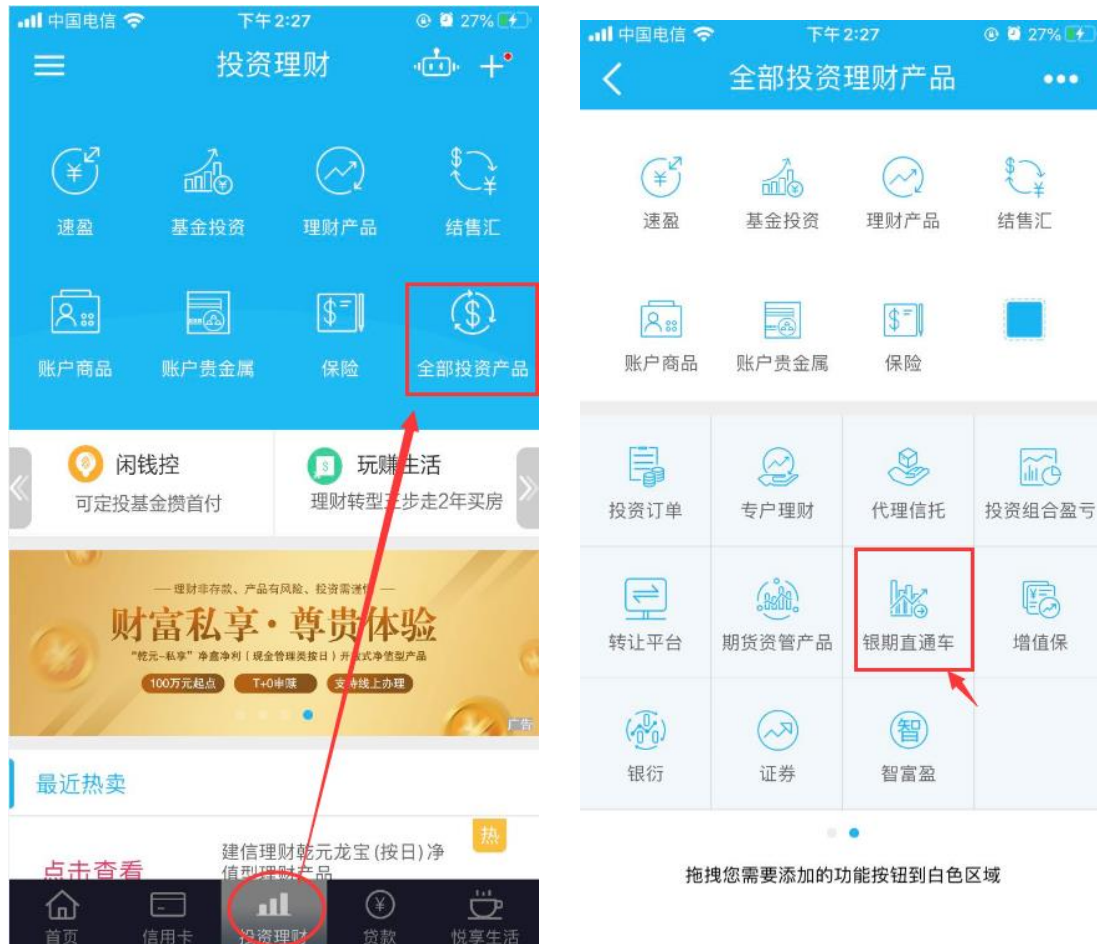 中国电信 下午2:27 27%
投资理财
速盈 基金投资 理财产品 结售汇
账户商品 账户贵金属 保险 全部投资产品
闲钱控 玩赚生活
可定投基金攒首付 理财转型三步走2年买房
理财非存款、产品有风险、投资需谨慎
财富私享·尊贵体验
“乾元-私享”净鑫净利(现金管理类按日)开放式净值型产品
100万元起点 T+0申赎 支持线上办理
广告
最近热卖
热
点击查看 建信理财乾元龙宝(按日)净
值型理财产品
首页 信用卡 投资理财 贷款 悦享生活
中国电信 下午2:27 27%
全部投资理财产品
速盈 基金投资 理财产品 结售汇
账户商品 账户贵金属 保险
投资订单 专户理财 代理信托 投资组合盈亏
转让平台 期货资管产品 银期直通车 增值保
智
银衍 证券 智富盈
拖拽您需要添加的功能按钮到白色区域